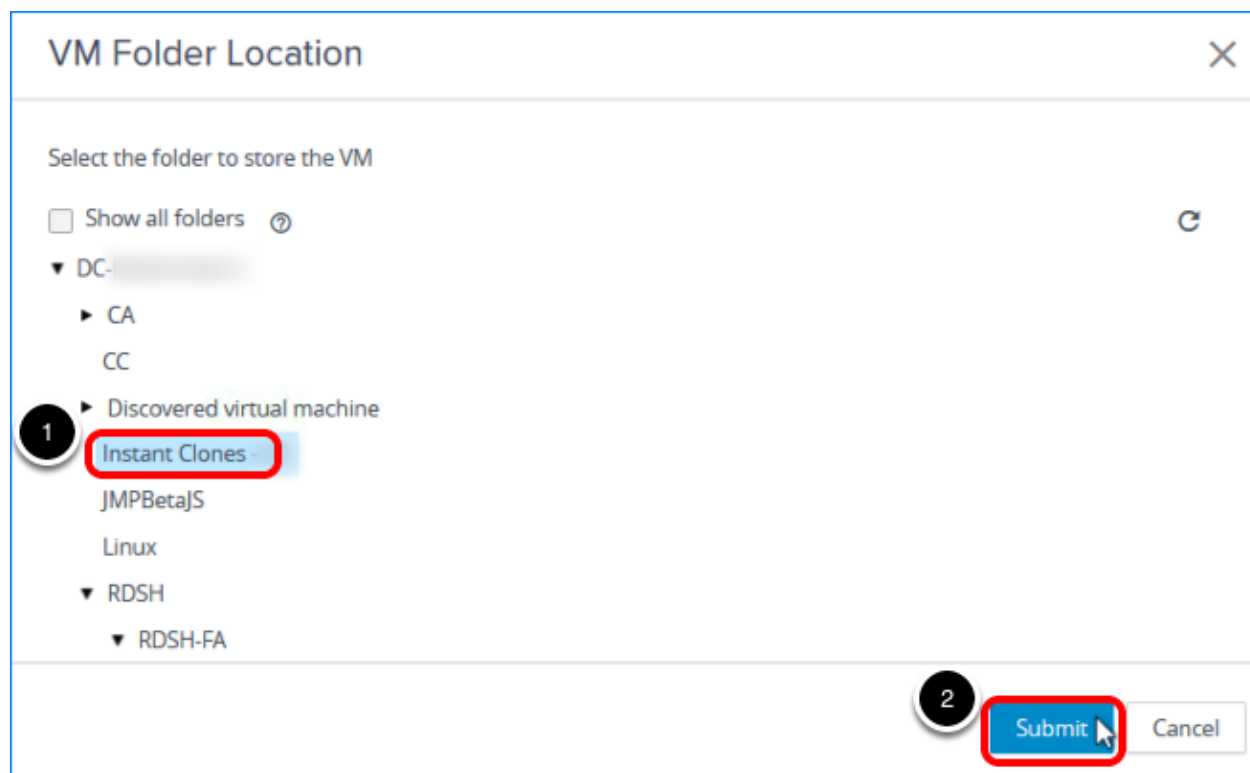 VM Folder Location
Select the folder to store the VM
Show all folders
DC-
CA
CC
Discovered virtual machine
1
Instant Clones -
JMPBetaJS
Linux
RDSH
RDSH-FA
2
Submit
Cancel